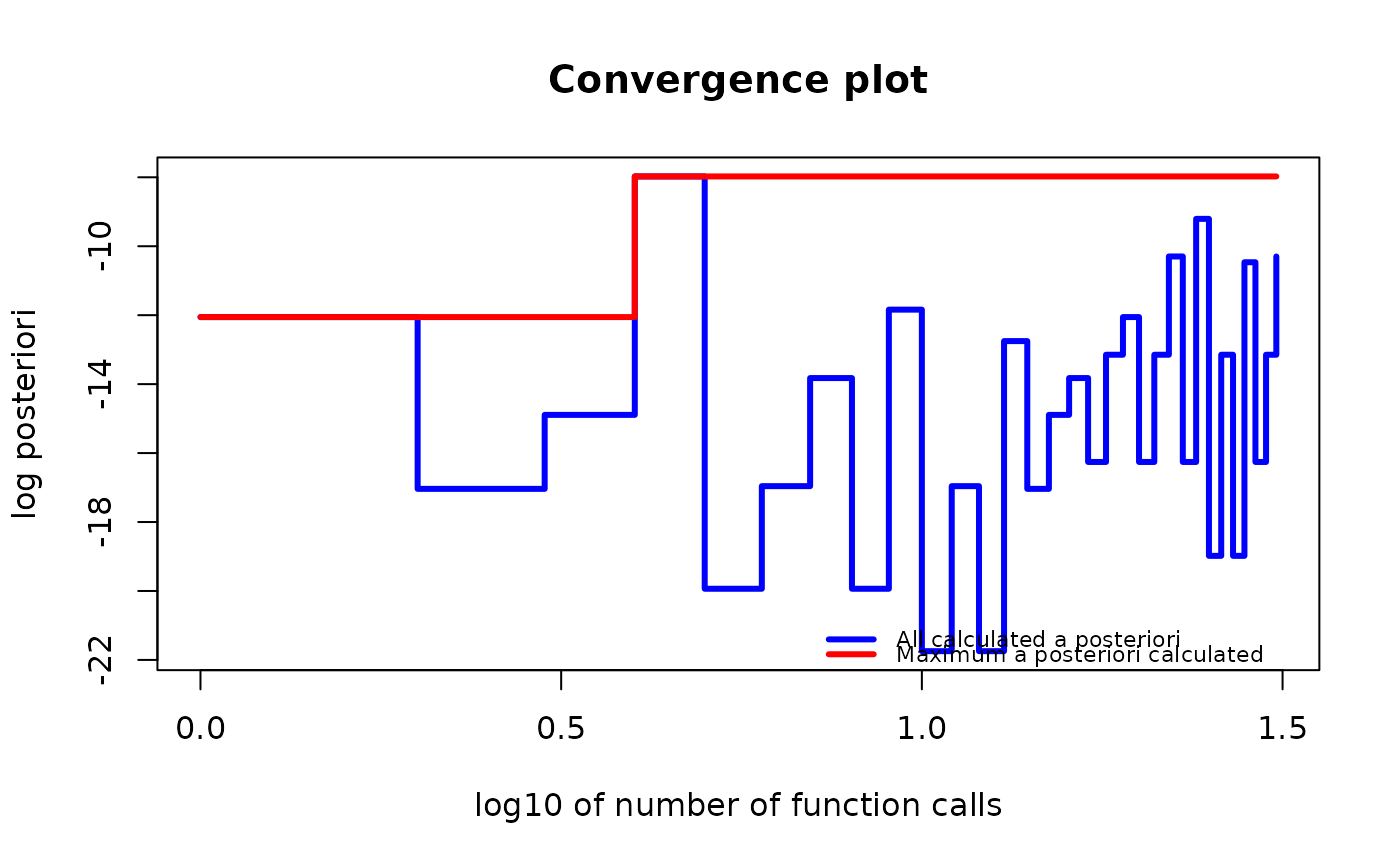 Convergence plot
log posteriori
-10
-14
-18
-22
All calculated a posteriori
Maximum a posteriori calculated
0.0 0.5 1.0 1.5
log10 of number of function calls